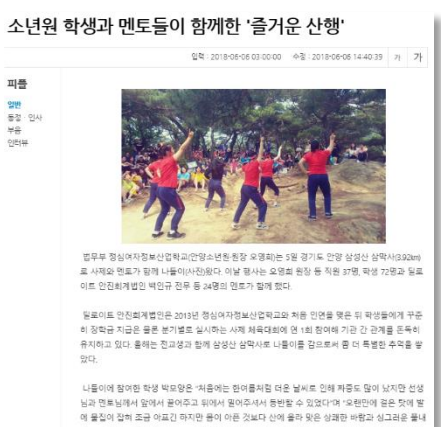 소년원 학생과 멘토들이 함께한 '즐거운 산행'
입력 : 2018-06-06 03:00:00 수정 : 2018-06-06 14:40:39 가 가
피플
일반
동정 · 인사
부음
인터뷰
법무부 정심여자정보산업학교(안양소년원·원장 오영희)는 5일 경기도 안양 삼성산 삼막사(3.92km)
로 사제와 멘토가 함께 나들이(사진)왔다. 이날 행사는 오영희 원장 등 직원 37명, 학생 72명과 딜로
이트 안진회계법인 백인규 전무 등 24명의 멘토가 함께 했다.
딜로이트 안진회계법인은 2013년 정심여자정보산업학교와 처음 인연을 맺은 뒤 학생들에게 꾸준
히 장학금 지급은 물론 분기별로 실시하는 사제 체육대회에 연 1회 참여해 기관 간 관계를 돈독히
유지하고 있다. 올해는 전교생과 함께 삼성산 삼막사로 나들이를 감으로써 좀 더 특별한 추억을 쌓
았다.
나들이에 참여한 학생 박모양은 "처음에는 한여름처럼 더운 날씨로 인해 짜증도 많이 났지만 선생
님과 멘토님께서 앞에서 끌어주고 뒤에서 밀어주셔서 등반할 수 있었다"며 "오랜만에 걸은 탓에 발
에 물집이 잡혀 조금 아프긴 하지만 몸이 아픈 것보다 산에 올라 맞은 상쾌한 바람과 싱그러운 풀내